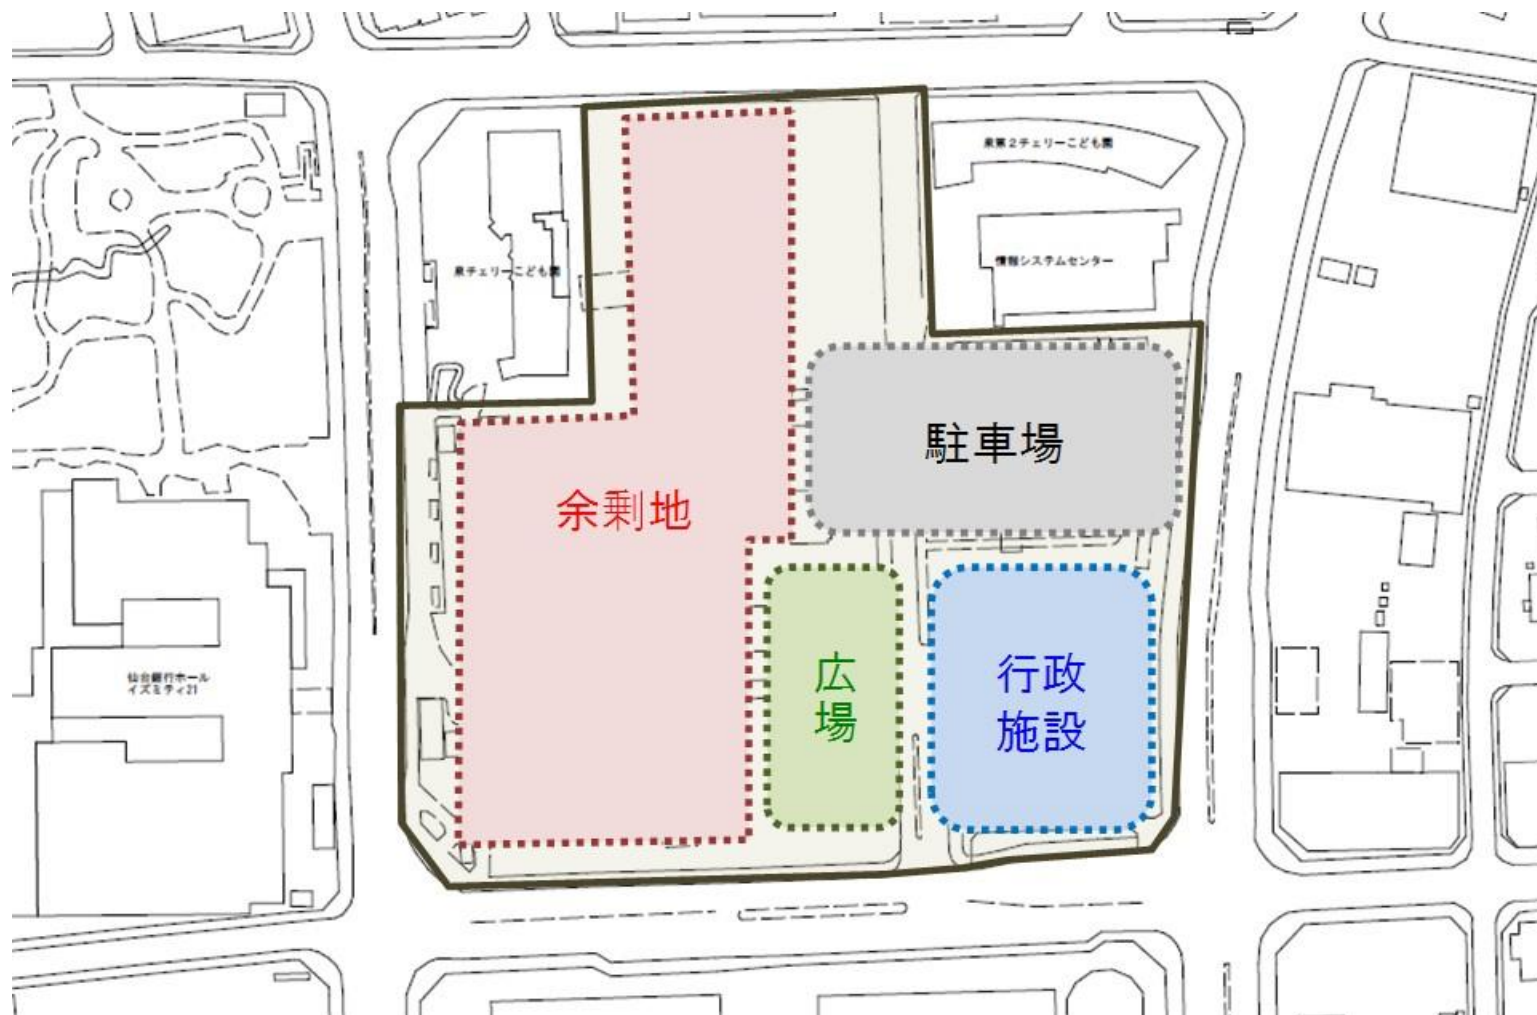 泉第2チェリーこども園
泉チェリーこども園
情報システムセンター
駐車場
余剰地
広
場
行政
施設
仙台銀行ホール
イズミティ21